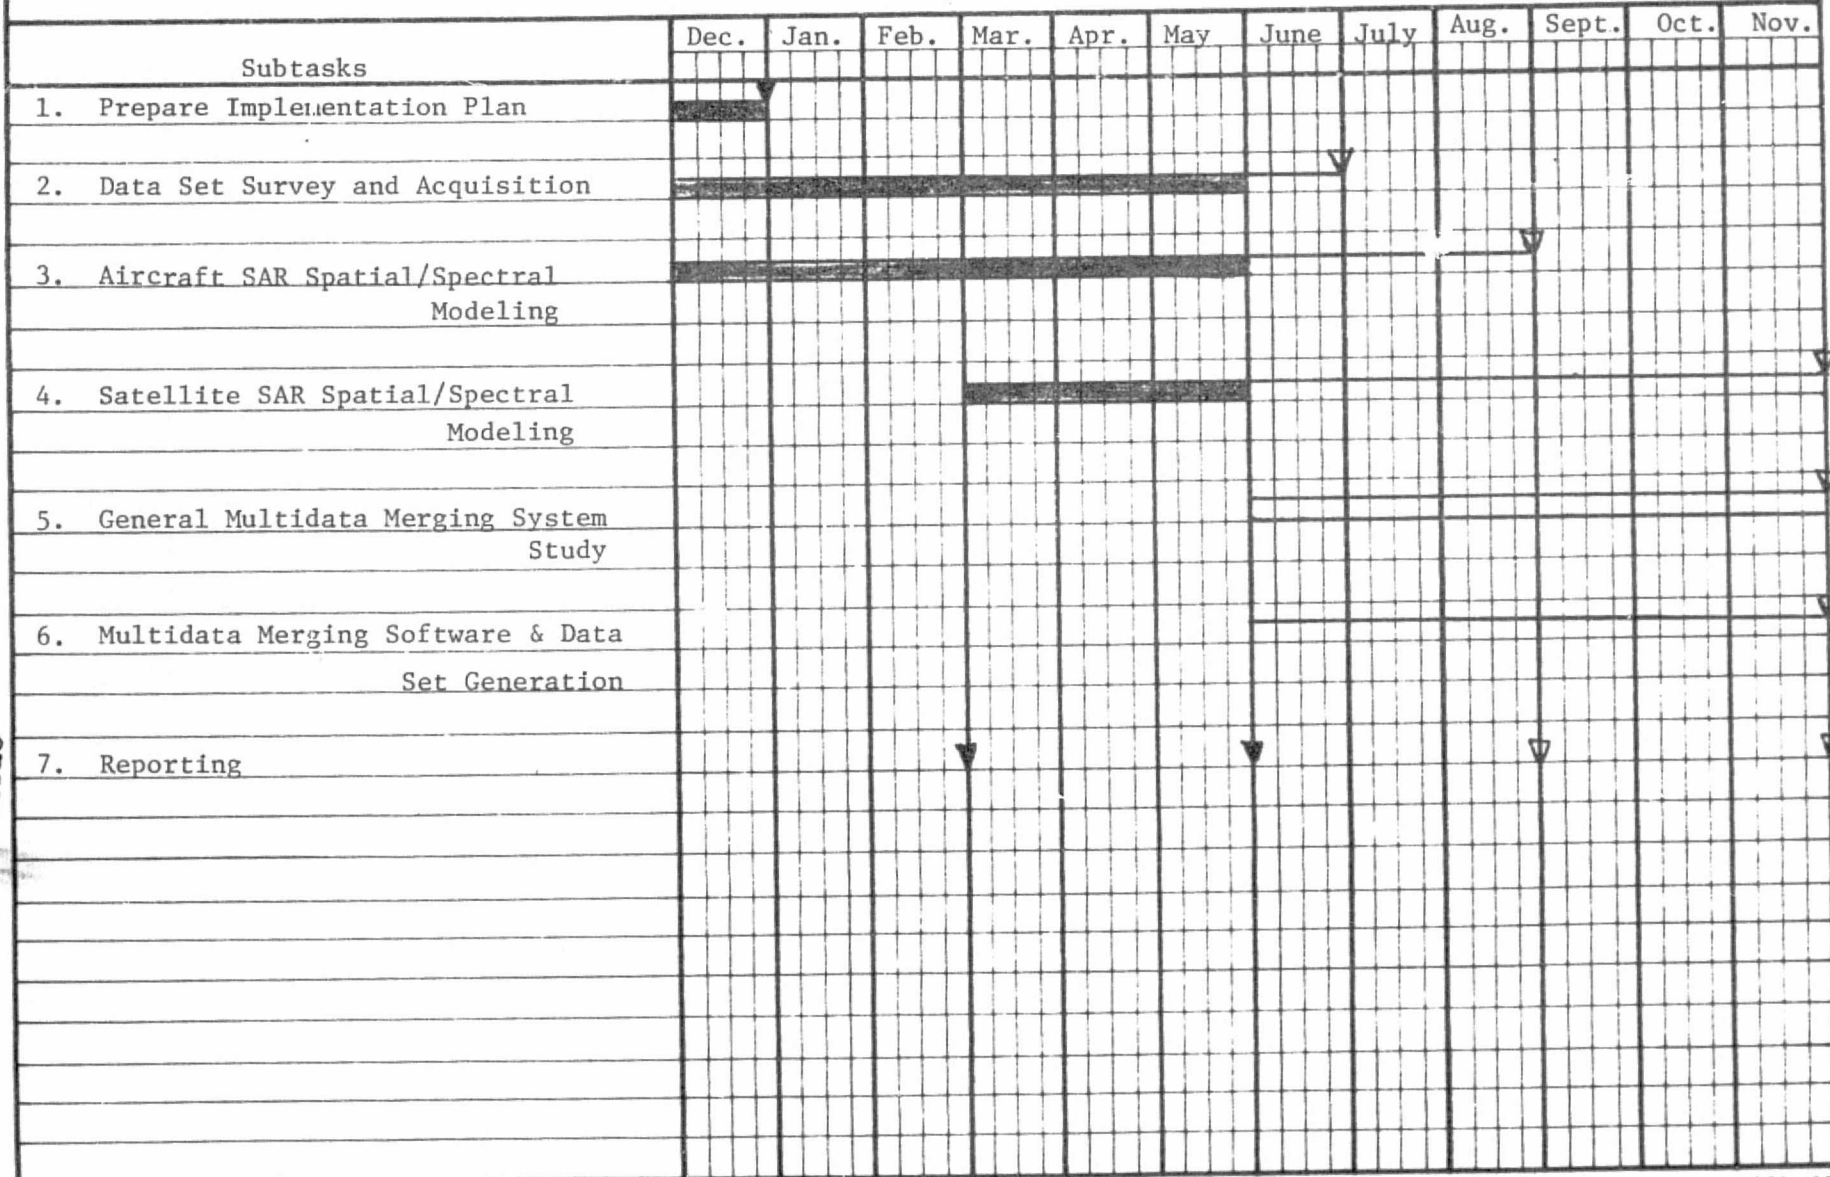 Dec. Jan. Feb. Mar. Apr. May June July Aug. Sept. Oct. Nov.
Subtasks
1. Prepare Implementation Plan
2. Data Set Survey and Acquisition
3. Aircraft SAR Spatial/Spectral
Modeling
4. Satellite SAR Spatial/Spectral
Modeling
5. General Multidata Merging System
Study
6. Multidata Merging Software & Data
Set Generation
7. Reporting